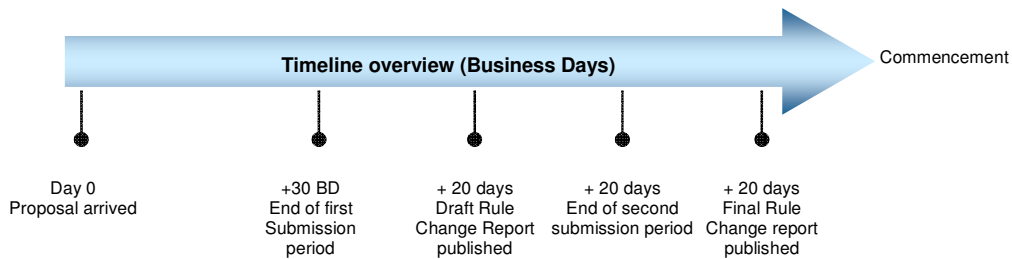 Timeline overview (Business Days)
Commencement
Day 0
Proposal arrived
+30 BD
End of first
Submission
period
+ 20 days
Draft Rule
Change Report
published
+ 20 days
End of second
submission period
+ 20 days
Final Rule
Change report
published